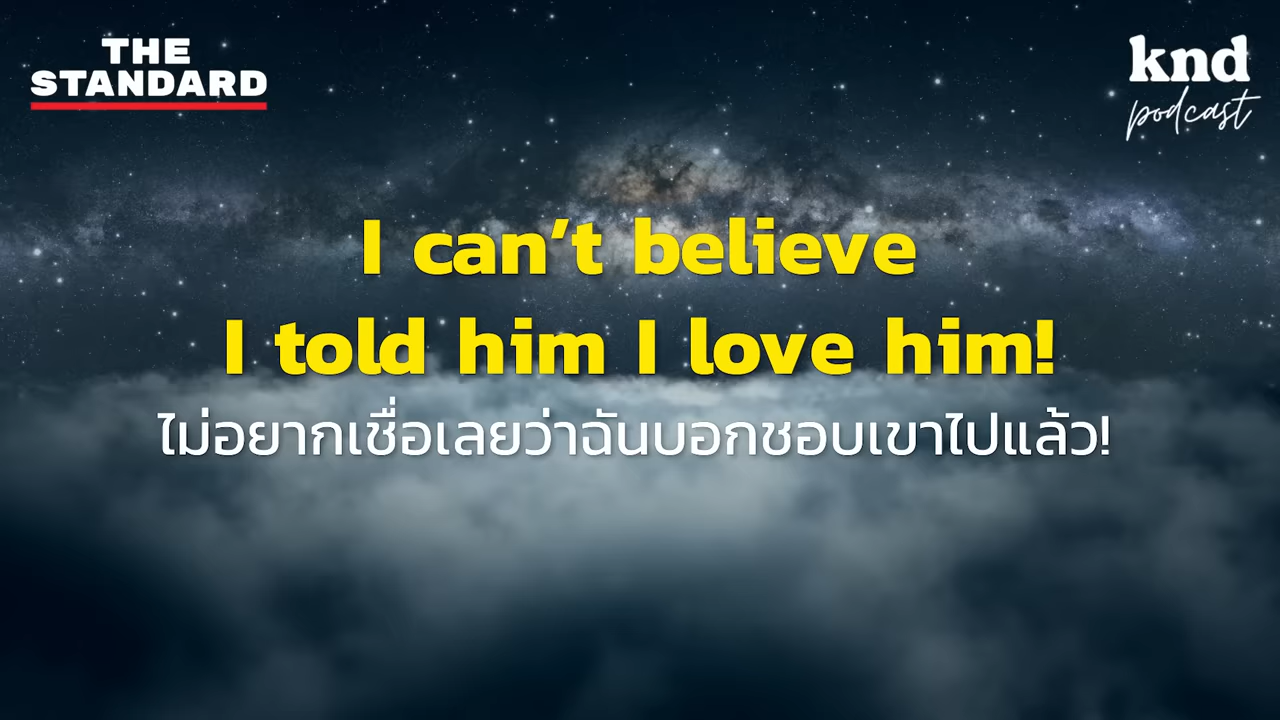 THE
STANDARD
knd
podcast
I can’t believe
I told him I love him!
ไม่อยากเชื่อเลยว่าฉันบอกชอบเขาไปแล้ว!